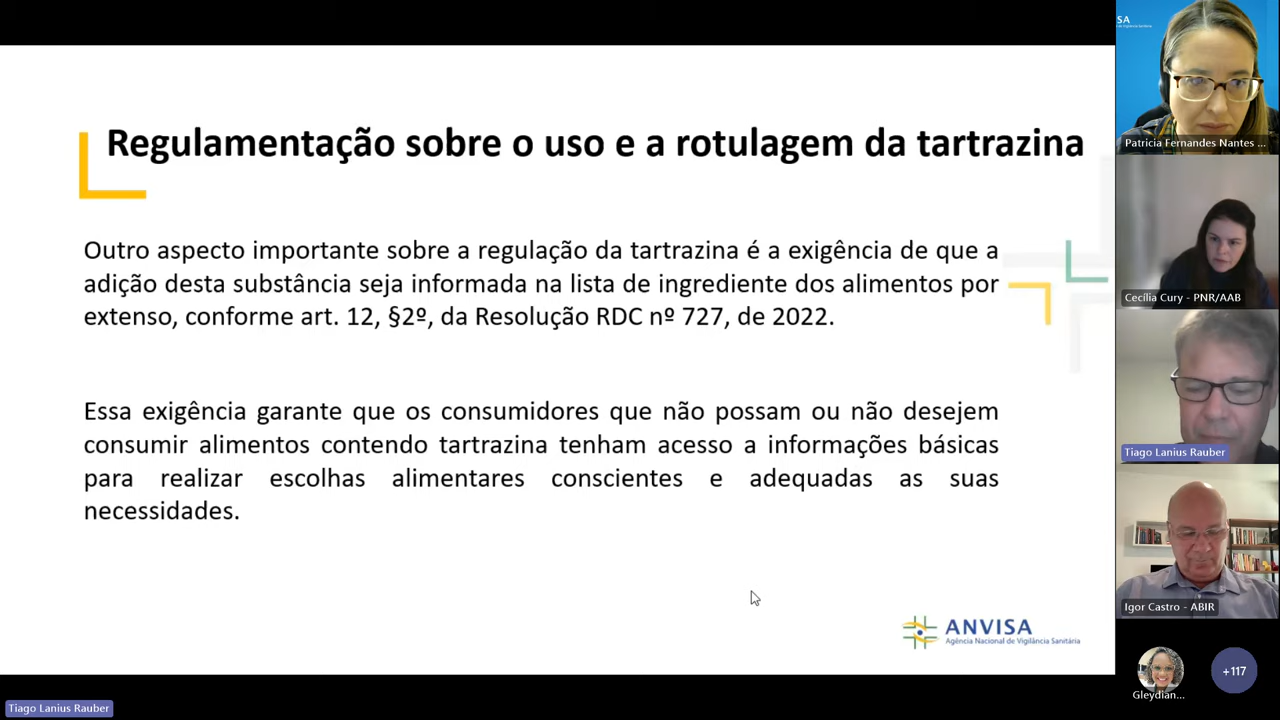 Regulamentação sobre o uso e a rotulagem da tartrazina
Outro aspecto importante sobre a regulação da tartrazina é a exigência de que a
adição desta substância seja informada na lista de ingrediente dos alimentos por
extenso, conforme art. 12, §2º, da Resolução RDC nº 727, de 2022.
Essa exigência garante que os consumidores que não possam ou não desejem
consumir alimentos contendo tartrazina tenham acesso a informações básicas
para realizar escolhas alimentares conscientes e adequadas as suas
necessidades.
ANVISA
Agência Nacional de Vigilância Sanitária
Tiago Lanius Rauber
SA
Patricia Fernandes Nantes ...
Cecília Cury - PNR/AAB
Tiago Lanius Rauber
Igor Castro - ABIR
Gleydian...
+117